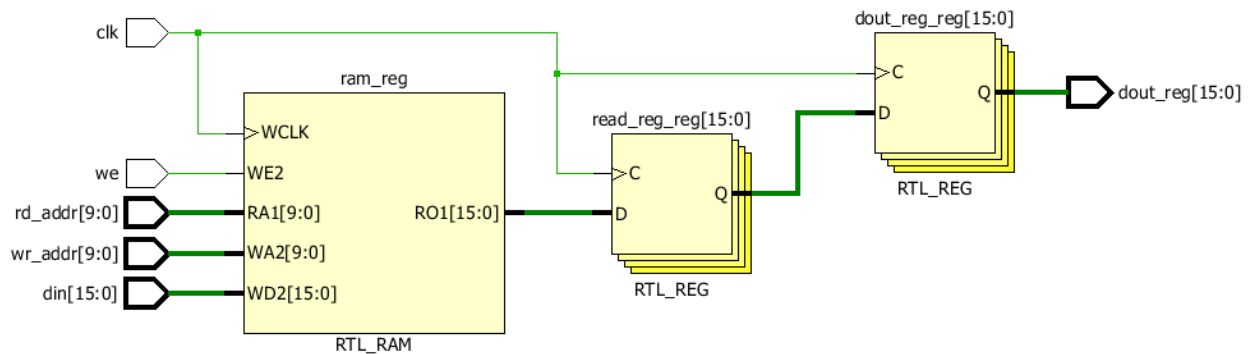 dout_reg_reg[15:0]
clk
C
ram_reg
Q
dout_reg[15:0]
D
read_reg_reg[15:0]
WCLK
we
WE2
C
RTL_REG
Q
rd_addr[9:0]
RA1[9:0]
RO1[15:0]
D
wr_addr[9:0]
WA2[9:0]
din[15:0]
WD2[15:0]
RTL_REG
RTL_RAM